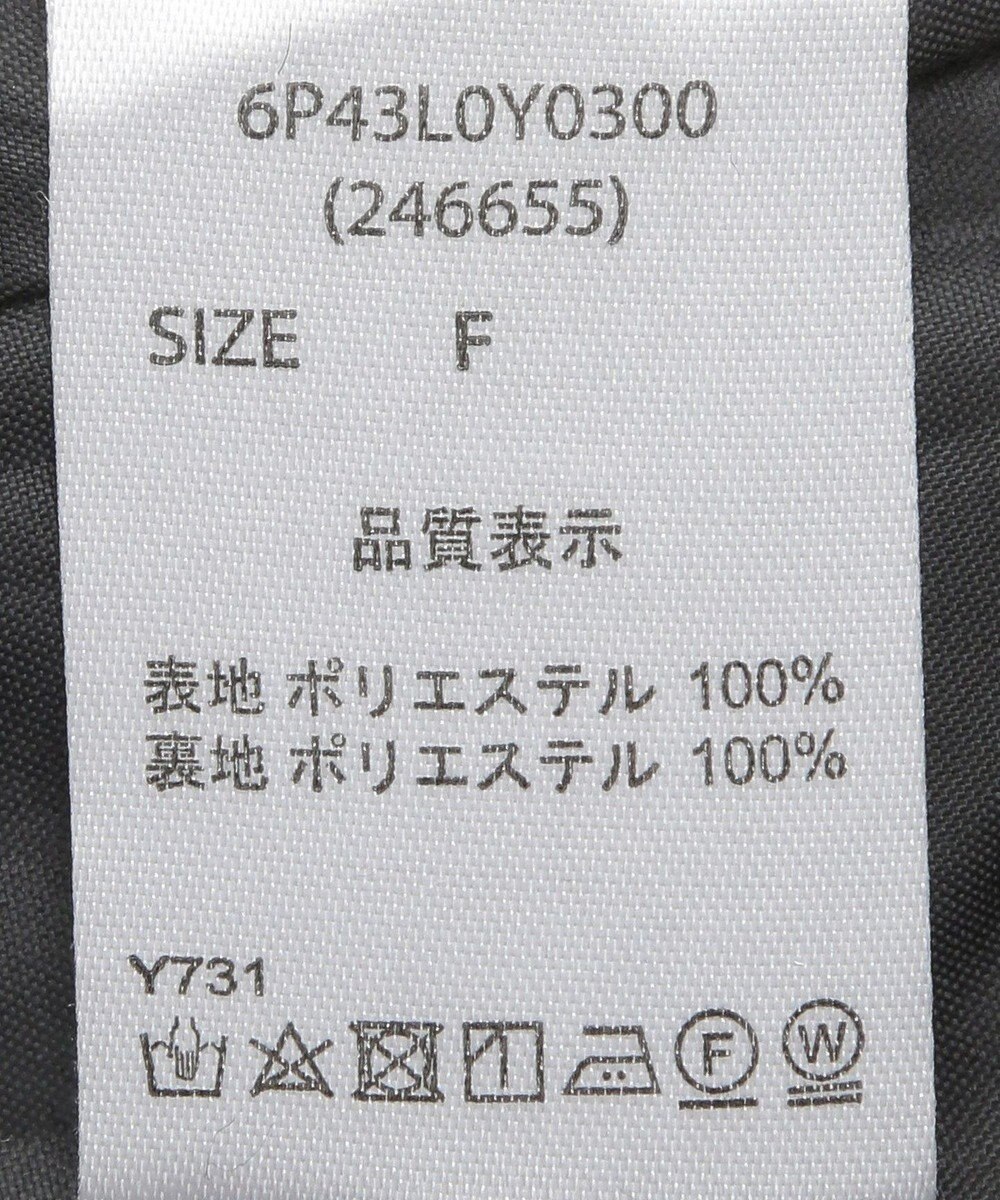 6P43L0Y0300
(246655)
SIZE F
品質表示
表地 ポリエステル 100%
裏地 ポリエステル 100%
Y731
F W